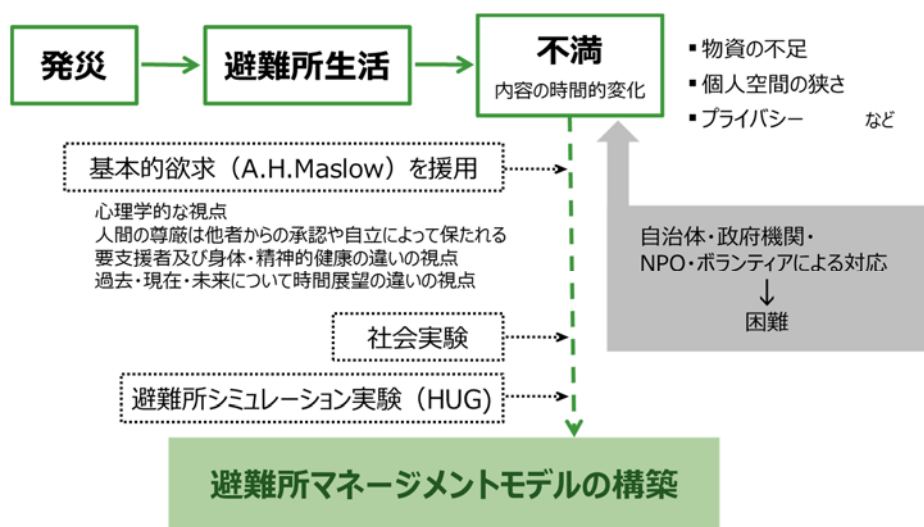 発災
避難所生活
不満
内容の時間的変化
▪ 物資の不足
▪ 個人空間の狭さ
▪ プライバシー など
基本的欲求（A.H.Maslow）を援用
心理学的な視点
人間の尊厳は他者からの承認や自立によって保たれる
要支援者及び身体・精神的健康の違いの視点
過去・現在・未来について時間展望の違いの視点
自治体・政府機関・
NPO・ボランティアによる対応
↓
困難
社会実験
避難所シミュレーション実験（HUG)
避難所マネージメントモデルの構築